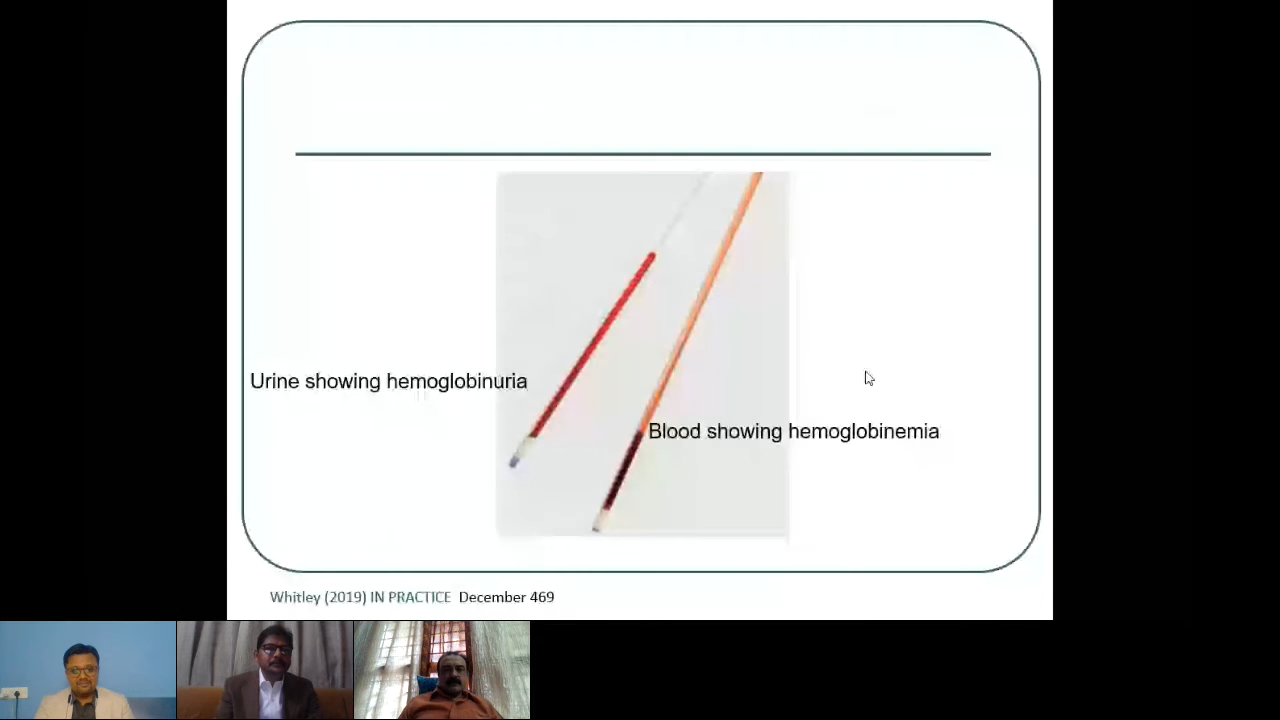 Urine showing hemoglobinuria
Blood showing hemoglobinemia
Whitley (2019) IN PRACTICE December 469